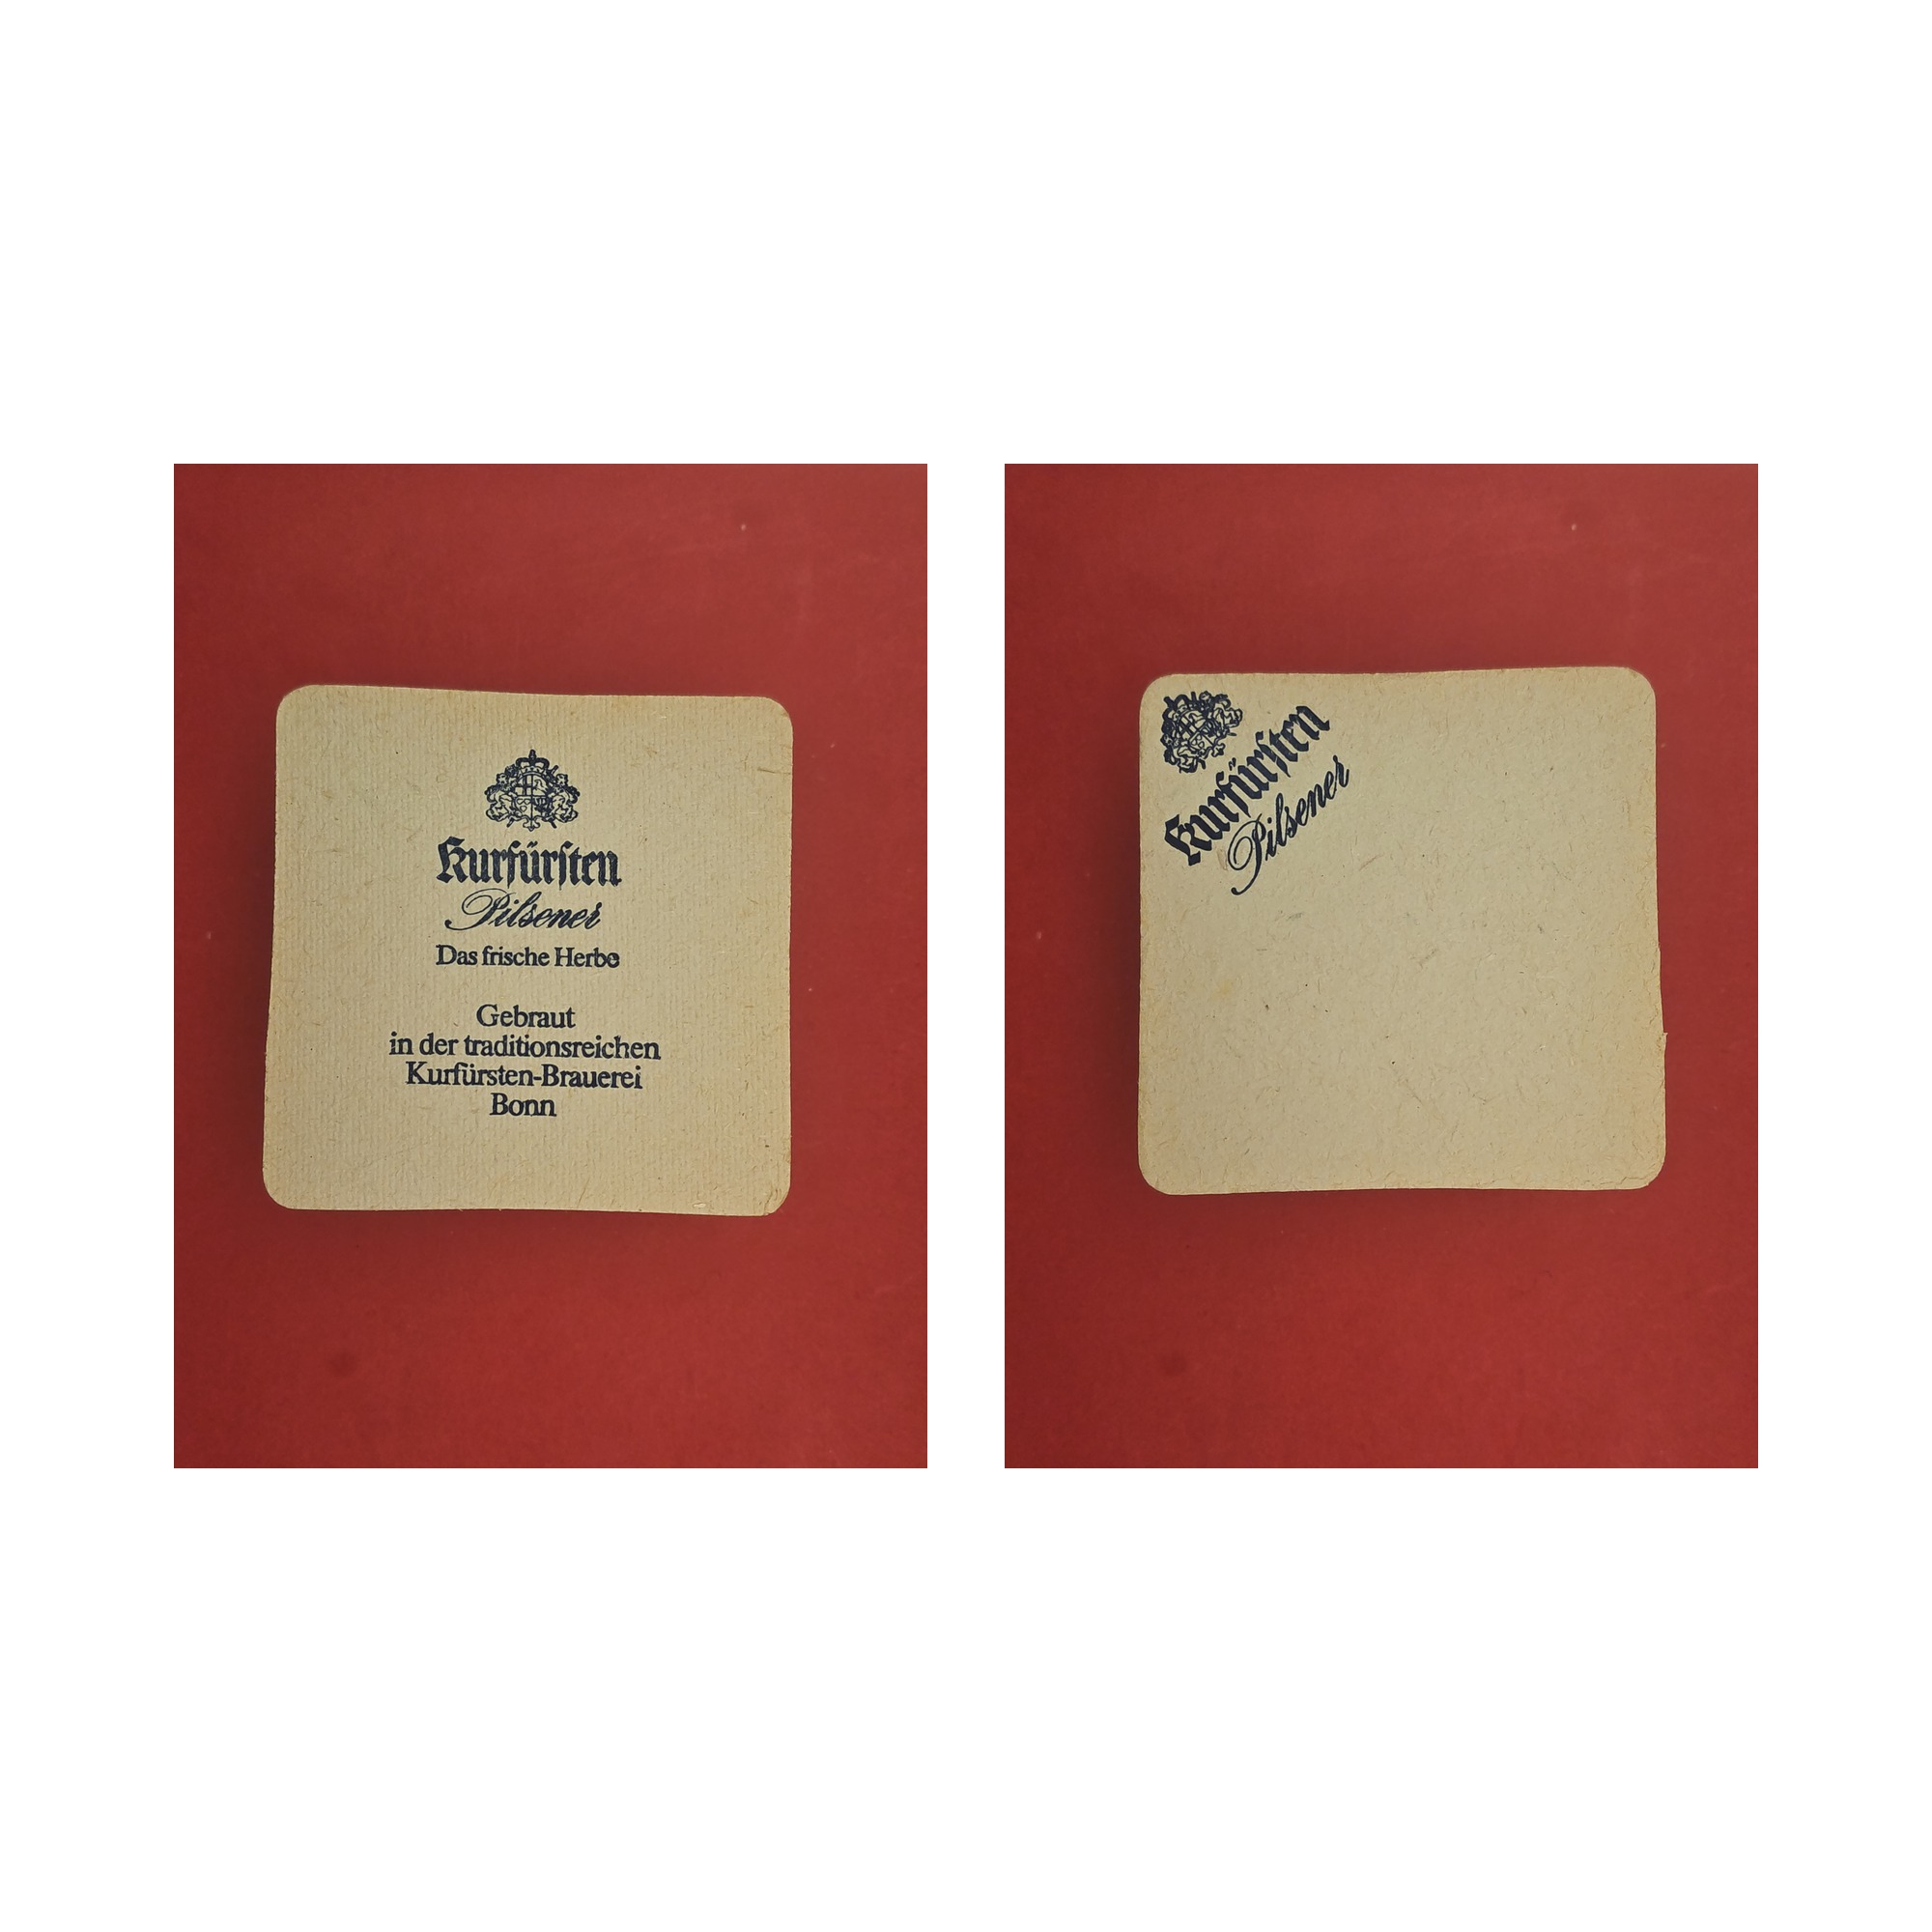 Kurfürsten
Pilsener
Das frische Herbe
Gebraut
in der traditionsreichen
Kurfürsten-Brauerei
Bonn
Kurfürsten
Pilsener